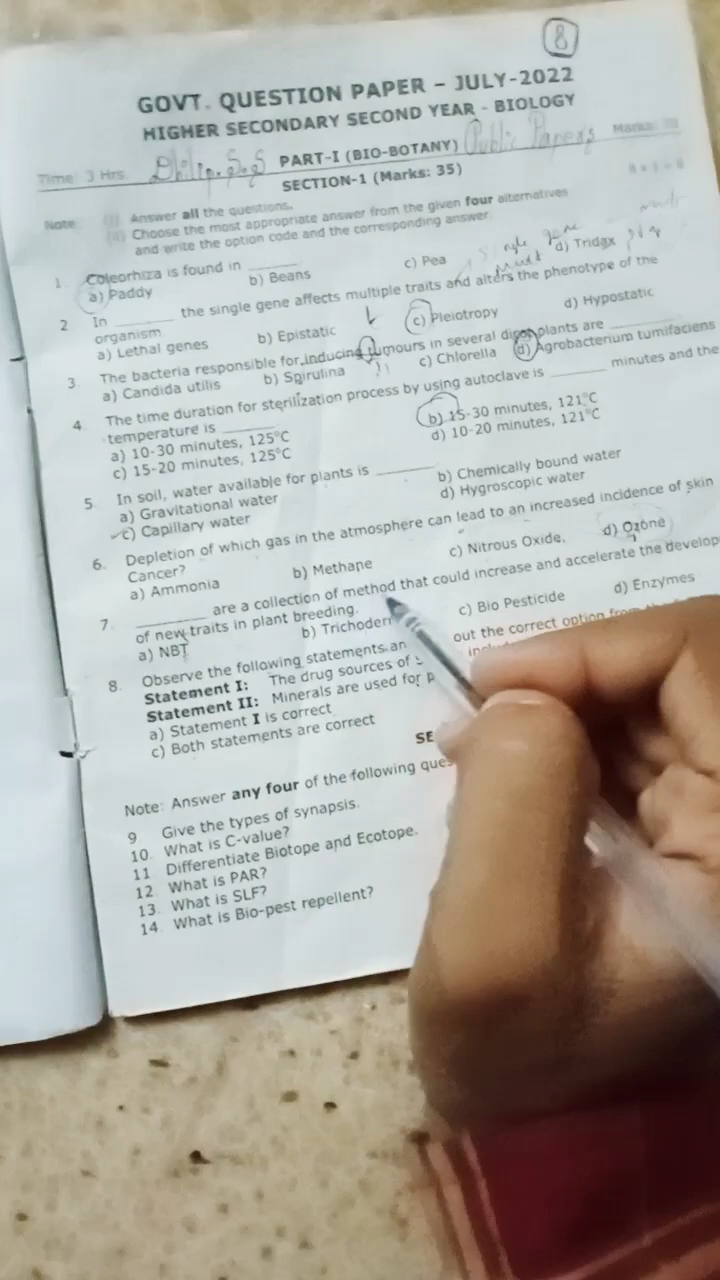 8
GOVT. QUESTION PAPER – JULY-2022
HIGHER SECONDARY SECOND YEAR - BIOLOGY
Time: 3 Hrs. PART-I (BIO-BOTANY) Public Papers Marks:
SECTION-1 (Marks: 35)
Note: (i) Answer all the questions.
(ii) Choose the most appropriate answer from the given four alternatives
and write the option code and the corresponding answer.
1. Coleorhiza is found in ______
a) Paddy b) Beans c) Pea d) Tridax
single gene
2 In ______ the single gene affects multiple traits and alters the phenotype of the
organism.
a) Lethal genes b) Epistatic c) Pleiotropy d) Hypostatic
3. The bacteria responsible for inducing tumours in several dicot plants are ______
a) Candida utilis b) Spirulina c) Chlorella d) Agrobacterium tumifaciens
4. The time duration for sterilization process by using autoclave is ______ minutes and the
temperature is ______
a) 10-30 minutes, 125°C b) 15-30 minutes, 121°C
c) 15-20 minutes, 125°C d) 10-20 minutes, 121°C
5 In soil, water available for plants is ______
a) Gravitational water b) Chemically bound water
c) Capillary water d) Hygroscopic water
6. Depletion of which gas in the atmosphere can lead to an increased incidence of skin
Cancer?
a) Ammonia b) Methane c) Nitrous Oxide, d) Ozone
7. ______ are a collection of method that could increase and accelerate the develop
of new traits in plant breeding.
a) NBT b) Trichoder c) Bio Pesticide d) Enzymes
8. Observe the following statements an out the correct option from
Statement I: The drug sources of
Statement II: Minerals are used for
a) Statement I is correct
c) Both statements are correct
SE
Note: Answer any four of the following ques
9 Give the types of synapsis.
10. What is C-value?
11 Differentiate Biotope and Ecotope.
12 What is PAR?
13. What is SLF?
14 What is Bio-pest repellent?